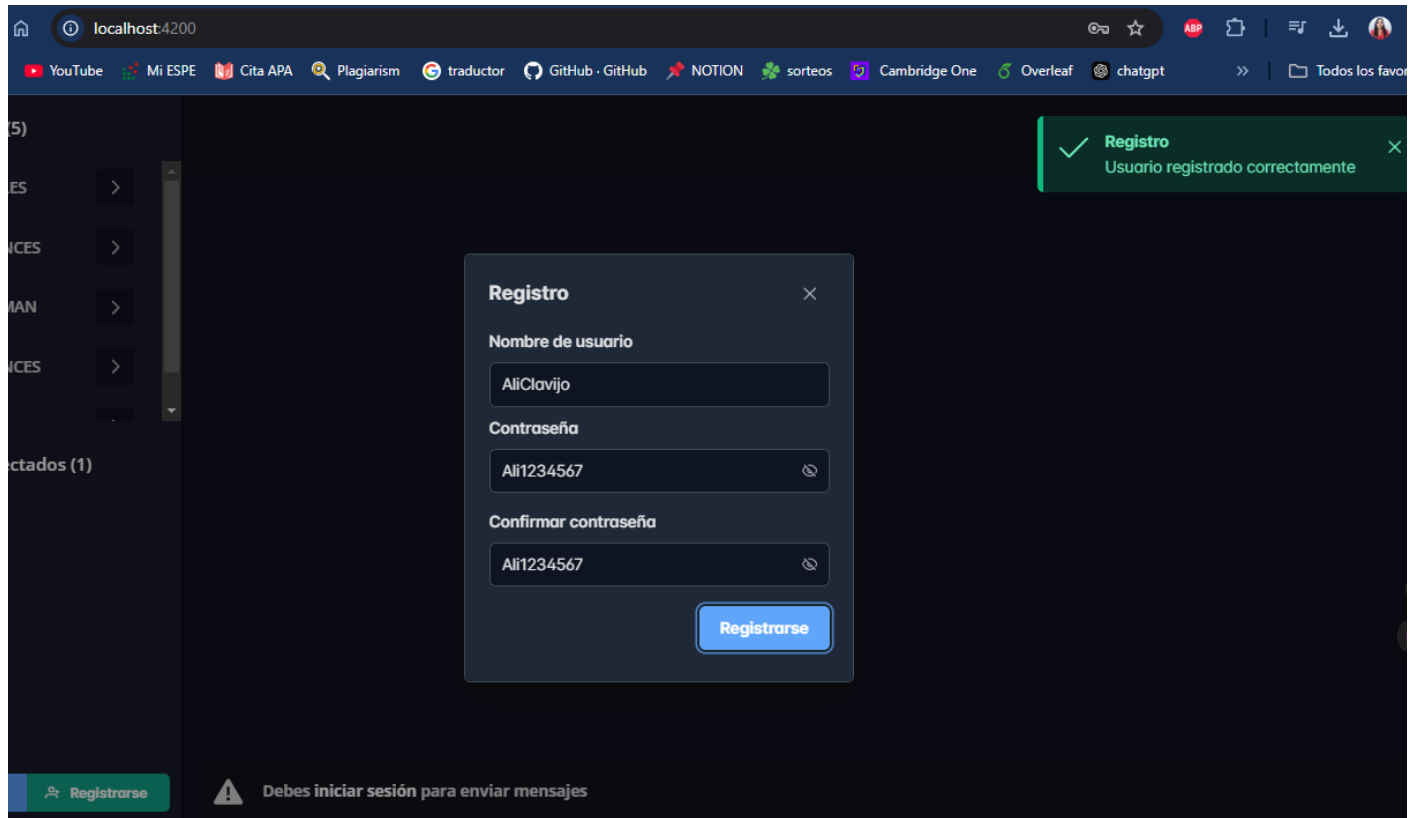 localhost:4200
ABP
YouTube Mi ESPE Cita APA Plagiarism traductor GitHub · GitHub NOTION sorteos Cambridge One Overleaf chatgpt » Todos los favor
(5)
Registro
Usuario registrado correctamente
ES
NCES
MAN
NCES
ctados (1)
Registro
Nombre de usuario
AliClavijo
Contraseña
Ali1234567
Confirmar contraseña
Ali1234567
Registrarse
Registrarse
Debes iniciar sesión para enviar mensajes